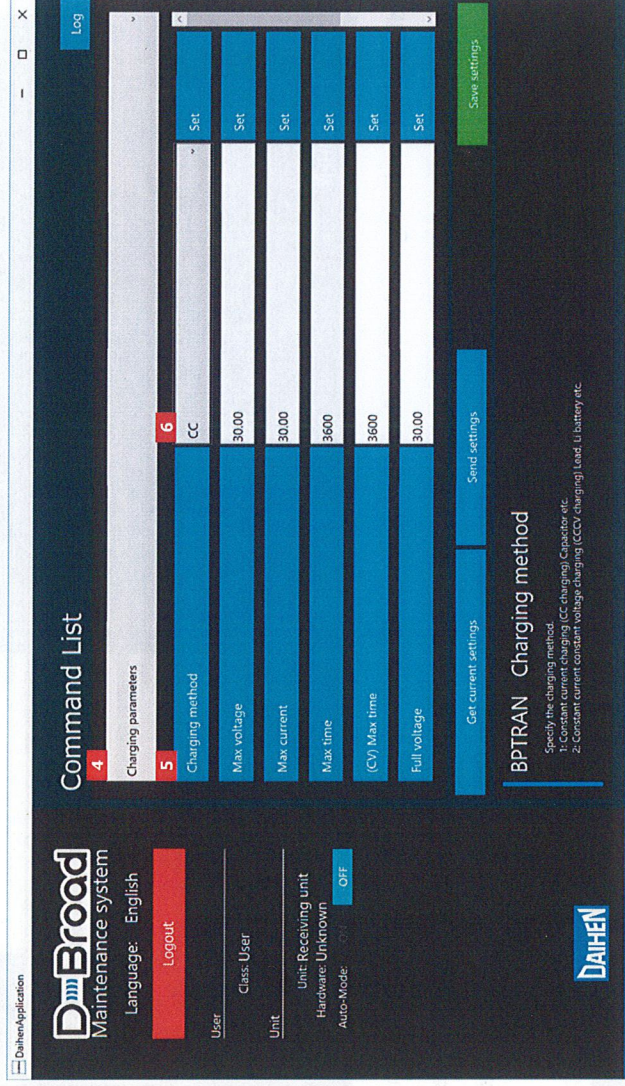 DaihenApplication
D-Broad
Maintenance system
Language: English
Logout
User
Class: User
Unit
Unit: Receiving unit
Hardware: Unknown
Auto-Mode: ON OFF
DAIHEN
Log
Command List
4
Charging parameters
5
6
Charging method CC Set
Max voltage 30.00 Set
Max current 30.00 Set
Max time 3600 Set
(CV) Max time 3600 Set
Full voltage 30.00 Set
Get current settings Send settings Save settings
BPTRAN Charging method
Specify the charging method.
1: Constant current charging (CC charging) Capacitor etc.
2: Constant current constant voltage charging (CCCV charging) Lead, Li battery etc.